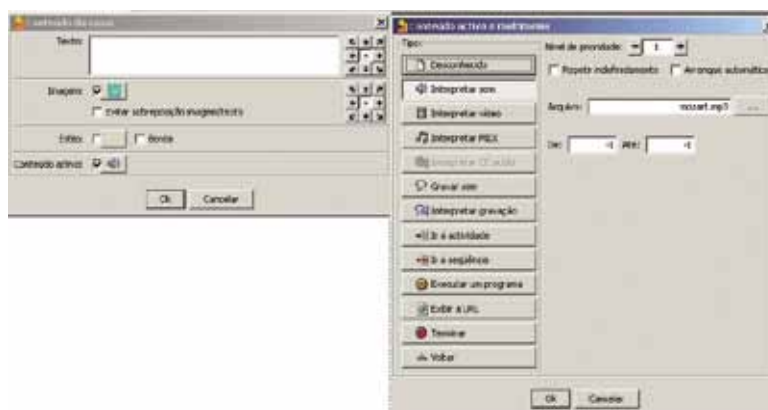 Conteúdo da caixa
Texto:
Imagem:
Evitar sobreposição imagem/texto
Estilo:
Borda
Conteúdo activo:
Ok
Cancelar
Conteúdo activo e multimédia
Tipo:
Desconhecido
Interpretar som
Interpretar vídeo
Interpretar MIDI
Interpretar CD áudio
Gravar som
Interpretar gravação
Ir a actividade
Ir a sequência
Executar um programa
Exibir a URL
Terminar
Voltar
Nível de prioridade: 1
Repetir indefinidamente
Arranque automático
Arquivo: mozart.mp3 ...
De: -1 Até: -1
Ok
Cancelar